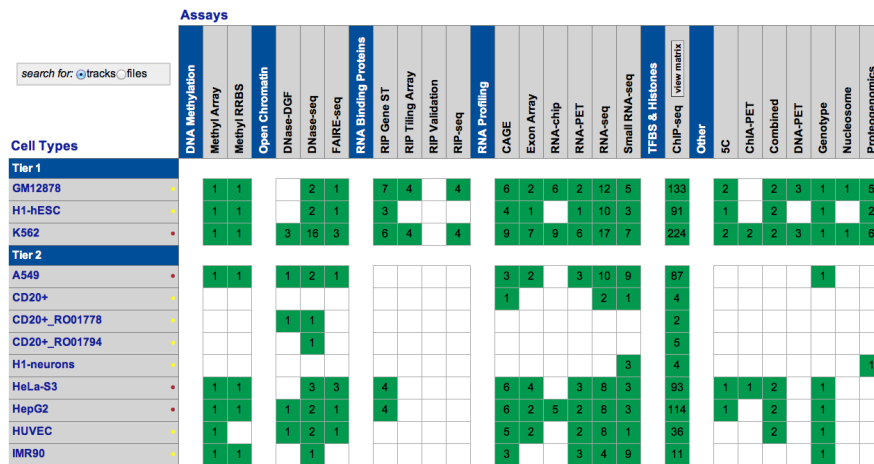 Assays
search for: tracks files
DNA Methylation
Methyl Array
Methyl RRBS
Open Chromatin
DNase-DGF
DNase-seq
FAIRE-seq
RNA Binding Proteins
RIP Gene ST
RIP Tiling Array
RIP Validation
RIP-seq
RNA Profiling
CAGE
Exon Array
RNA-chip
RNA-PET
RNA-seq
Small RNA-seq
TFBS & Histones
ChIP-seq view matrix
Other
5C
ChIA-PET
Combined
DNA-PET
Genotype
Nucleosome
Proteogenomics
Cell Types
Tier 1
GM12878 1 1 2 1 7 4 4 6 2 6 2 12 5 133 2 2 3 1 1 5
H1-hESC 1 1 2 1 3 4 1 1 10 3 91 1 2 1 2
K562 1 1 3 16 3 6 4 4 9 7 9 6 17 7 224 2 2 2 3 1 1 6
Tier 2
A549 1 1 1 2 1 3 2 3 10 9 87 1
CD20+ 1 2 1 4
CD20+_RO01778 1 1 2
CD20+_RO01794 1 5
H1-neurons 3 4 1
HeLa-S3 1 1 3 3 4 6 4 3 8 3 93 1 1 2 1
HepG2 1 1 1 2 1 4 6 2 5 2 8 3 114 1 2 1
HUVEC 1 1 2 1 5 2 2 8 1 36 2 1
IMR90 1 1 1 3 3 4 9 11 1